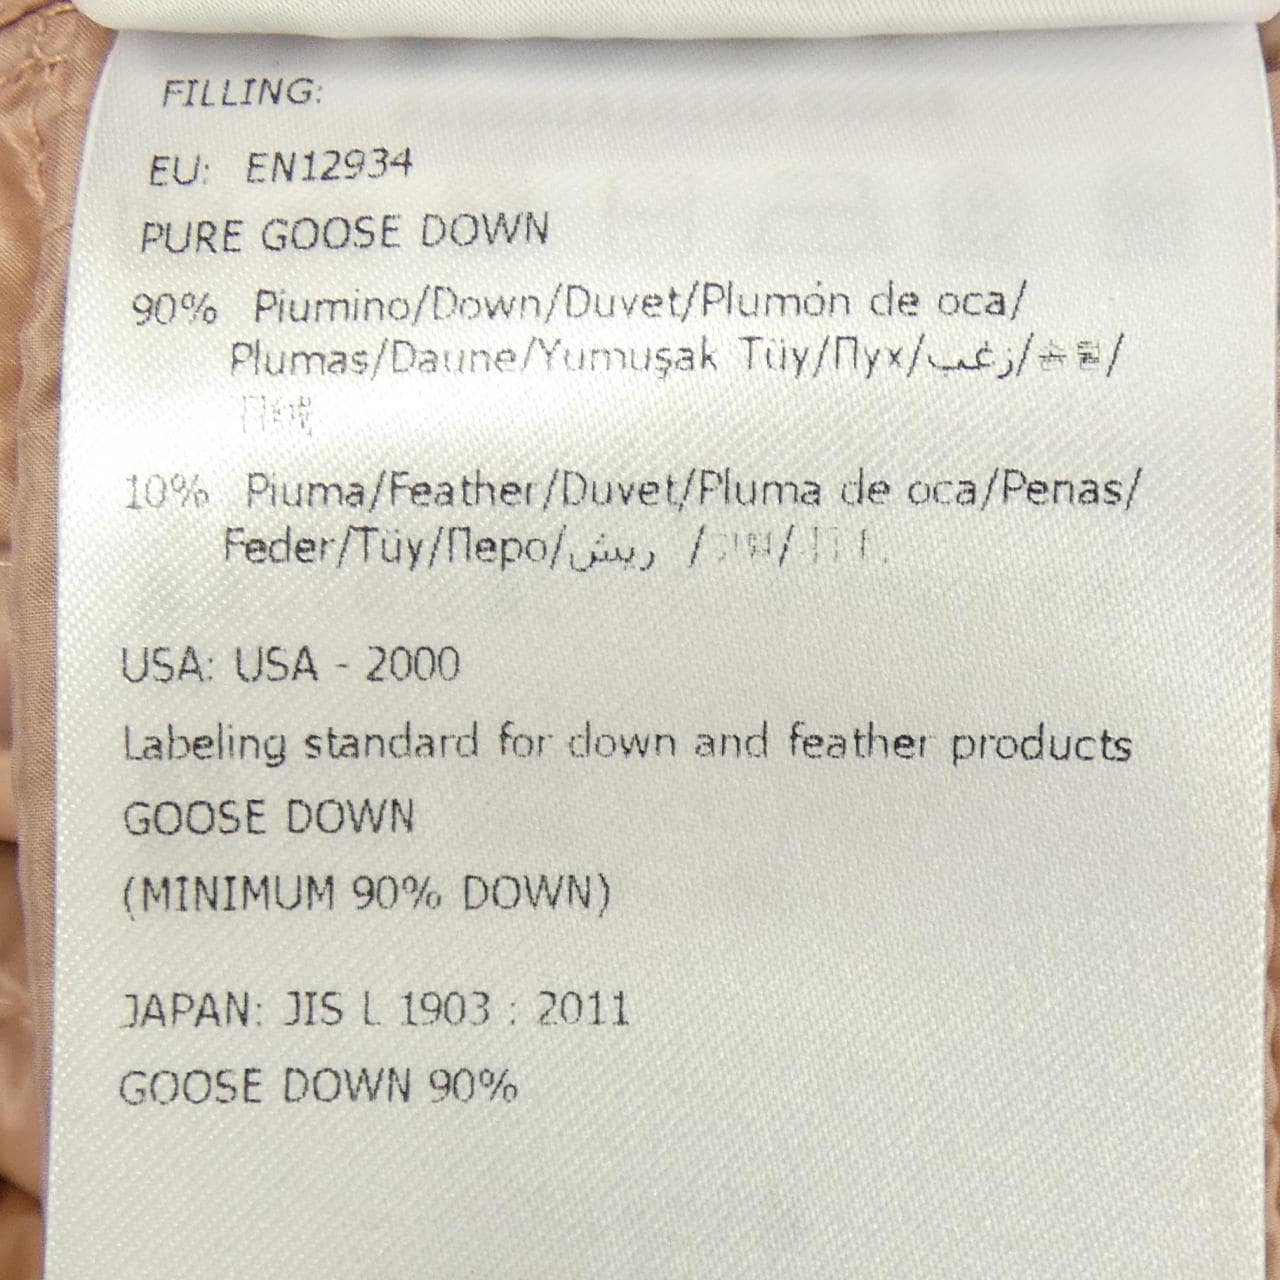 FILLING:
EU: EN12934
PURE GOOSE DOWN
90% Piumino/Down/Duvet/Plumón de oca/
Plumas/Daune/Yumuşak Tüy/Пух/زغب/솜털/
10% Piuma/Feather/Duvet/Pluma de oca/Penas/
Feder/Tüy/Перо/ريش /
USA: USA - 2000
Labeling standard for down and feather products
GOOSE DOWN
(MINIMUM 90% DOWN)
JAPAN: JIS L 1903 : 2011
GOOSE DOWN 90%